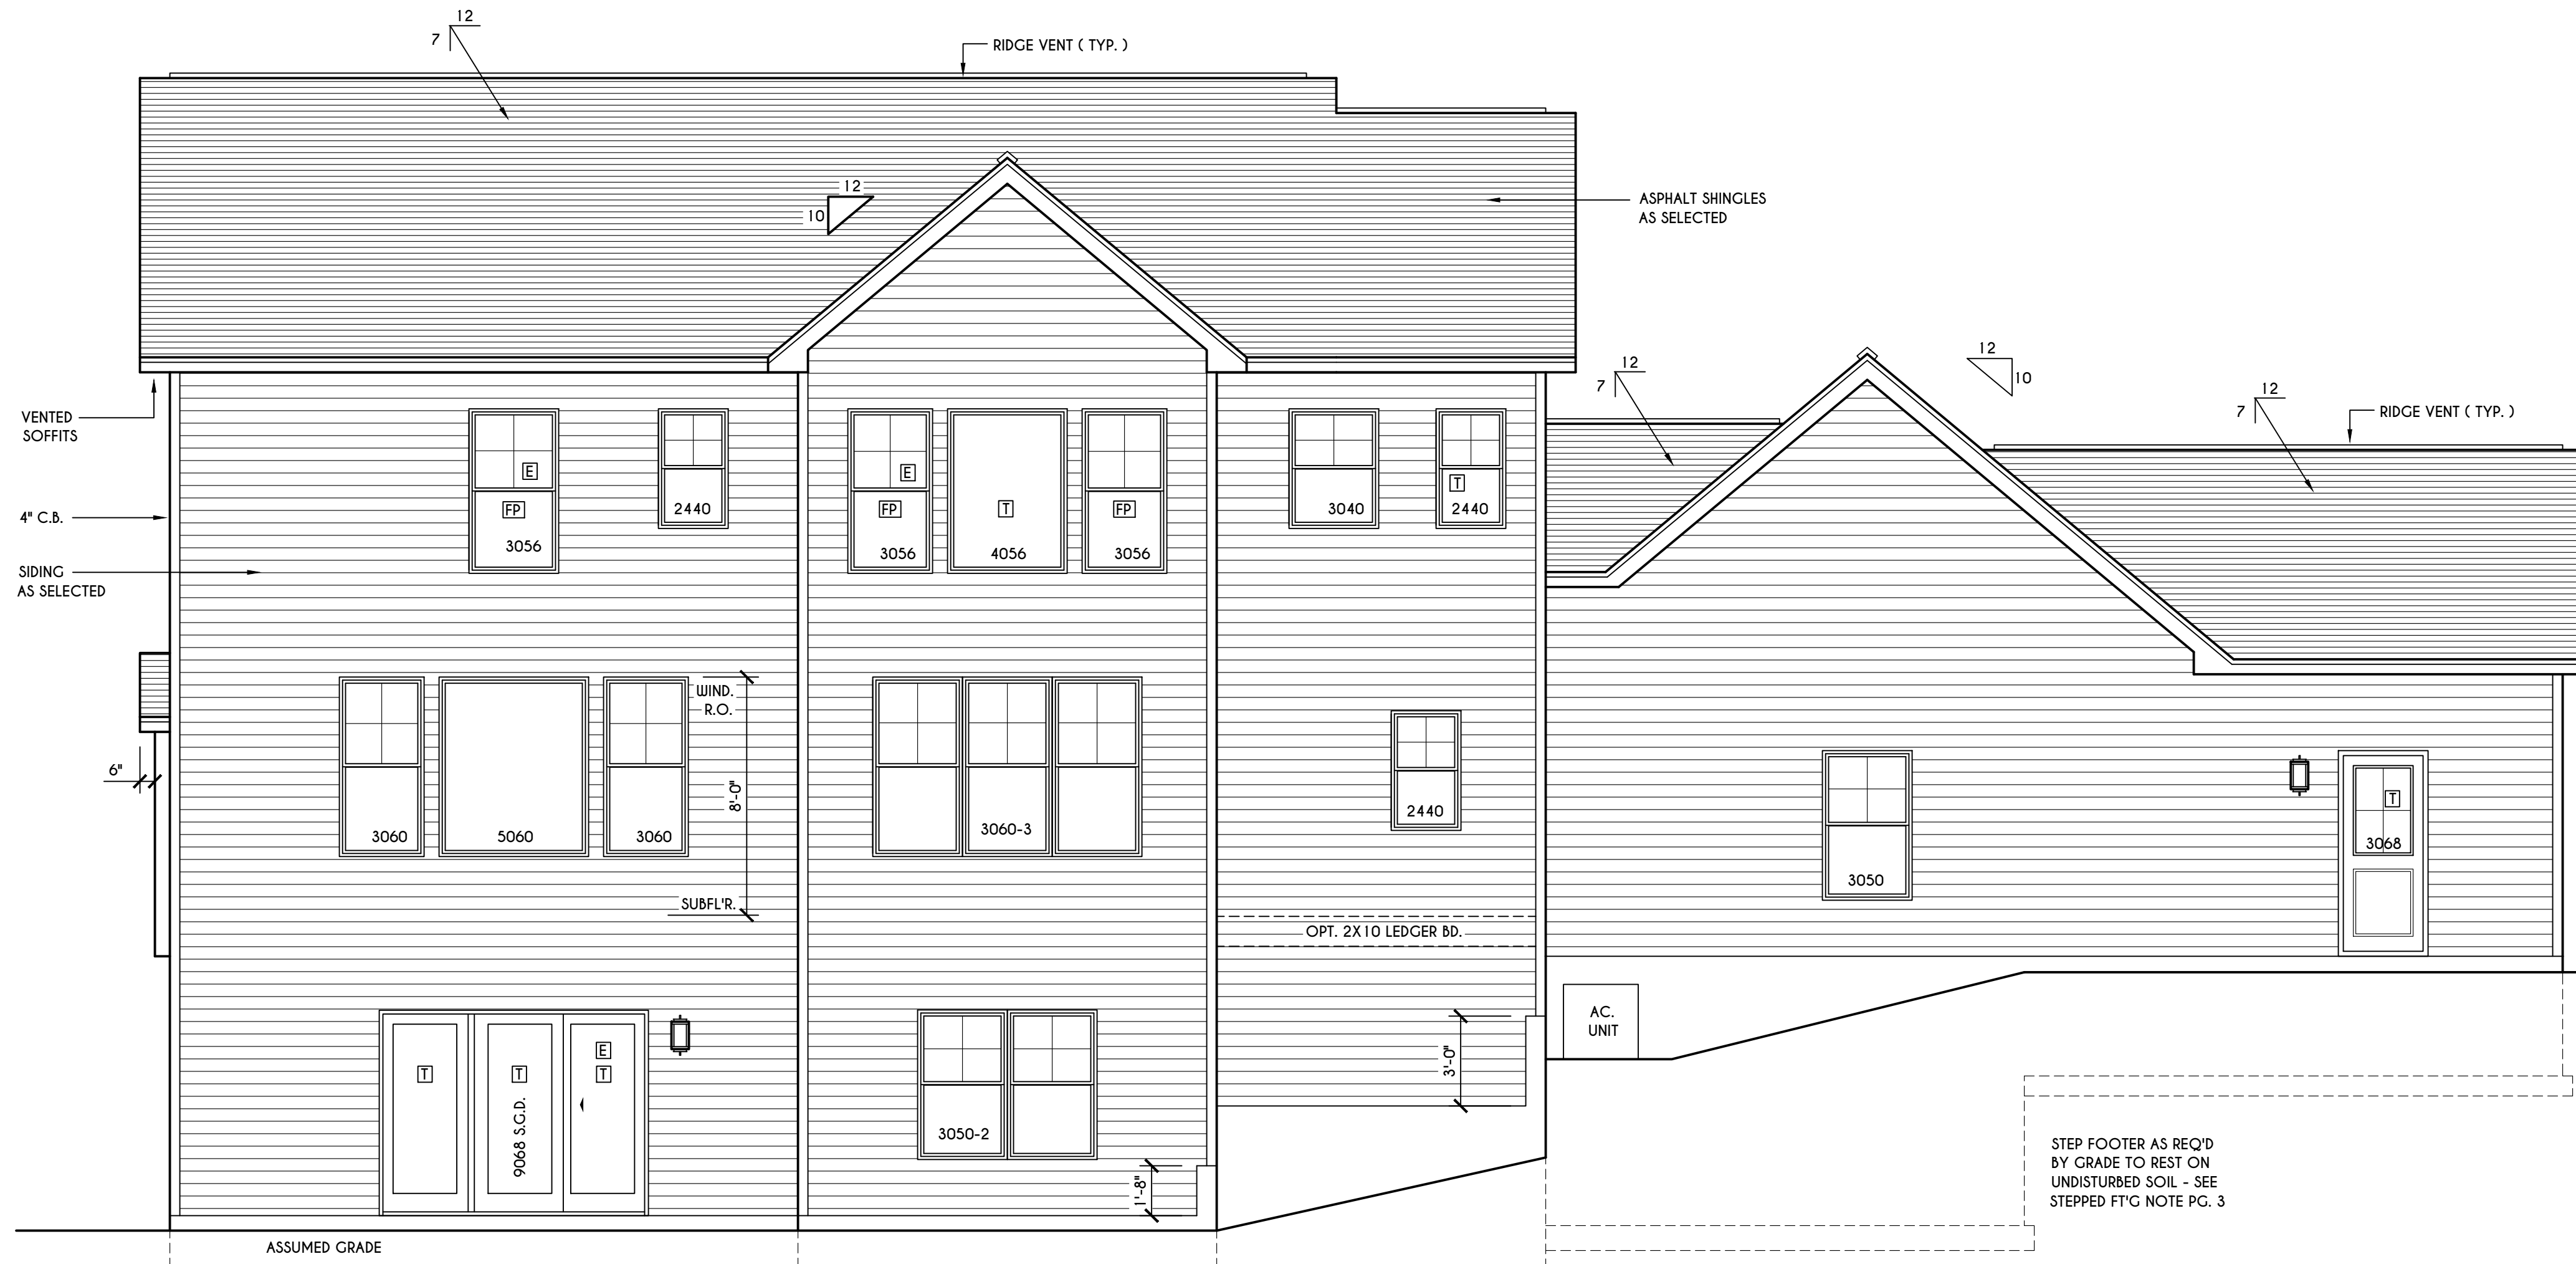 12
7
RIDGE VENT ( TYP. )
12
10
ASPHALT SHINGLES
AS SELECTED
12
7
12
10
12
7
RIDGE VENT ( TYP. )
VENTED
SOFFITS
4" C.B.
SIDING
AS SELECTED
E
FP
3056
2440
E
FP
3056
T
4056
FP
3056
3040
T
2440
WIND.
R.O.
8'-0"
SUBFL'R.
6"
3060
5060
3060
3060-3
2440
3050
T
3068
OPT. 2X10 LEDGER BD.
AC.
UNIT
3'-0"
T
T
E
T
9068 S.G.D.
3050-2
1'-8"
STEP FOOTER AS REQ'D
BY GRADE TO REST ON
UNDISTURBED SOIL - SEE
STEPPED FT'G NOTE PG. 3
ASSUMED GRADE